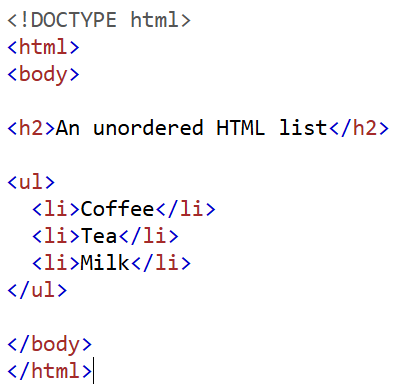 <!DOCTYPE html>
<html>
<body>
<h2>An unordered HTML list</h2>
<ul>
<li>Coffee</li>
<li>Tea</li>
<li>Milk</li>
</ul>
</body>
</html>